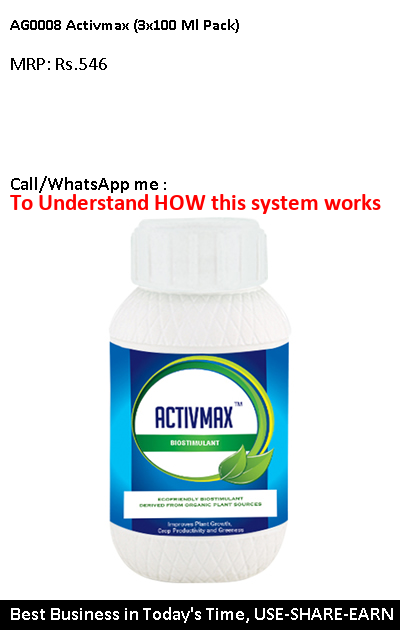 AG0008 Activmax (3x100 Ml Pack)
MRP: Rs.546
Call/WhatsApp me :
To Understand HOW this system works
ACTIVMAX™
BIOSTIMULANT
ECOFRIENDLY BIOSTIMULANT
DERIVED FROM ORGANIC PLANT SOURCES
Improves Plant Growth,
Crop Productivity and Greeness
Best Business in Today's Time, USE-SHARE-EARN